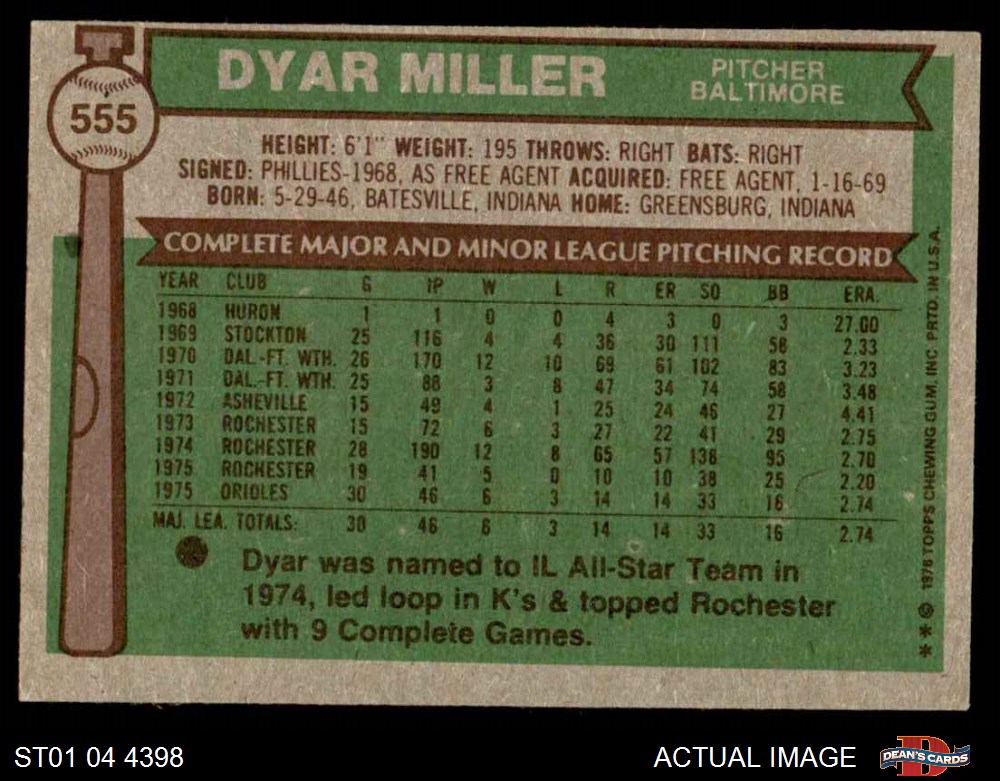 DYAR MILLER
PITCHER
BALTIMORE
555
HEIGHT: 6'1" WEIGHT: 195 THROWS: RIGHT BATS: RIGHT
SIGNED: PHILLIES-1968, AS FREE AGENT ACQUIRED: FREE AGENT, 1-16-69
BORN: 5-29-46, BATESVILLE, INDIANA HOME: GREENSBURG, INDIANA
COMPLETE MAJOR AND MINOR LEAGUE PITCHING RECORD
YEAR CLUB G IP W L R ER SO BB ERA.
1968 HURON 1 1 0 0 4 3 0 3 27.00
1969 STOCKTON 25 116 4 4 36 30 111 58 2.33
1970 DAL.-FT. WTH. 26 170 12 10 69 61 102 83 3.23
1971 DAL.-FT. WTH. 25 88 3 8 47 34 74 58 3.48
1972 ASHEVILLE 15 49 4 1 25 24 46 27 4.41
1973 ROCHESTER 15 72 6 3 27 22 41 29 2.75
1974 ROCHESTER 28 190 12 8 65 57 138 95 2.70
1975 ROCHESTER 19 41 5 0 10 10 38 25 2.20
1975 ORIOLES 30 46 6 3 14 14 33 16 2.74
MAJ. LEA. TOTALS: 30 46 6 3 14 14 33 16 2.74
Dyar was named to IL All-Star Team in
1974, led loop in K's & topped Rochester
with 9 Complete Games.
** © 1976 TOPPS CHEWING GUM, INC. PRTD. IN U.S.A.
ST01 04 4398
ACTUAL IMAGE
DEAN'S CARDS